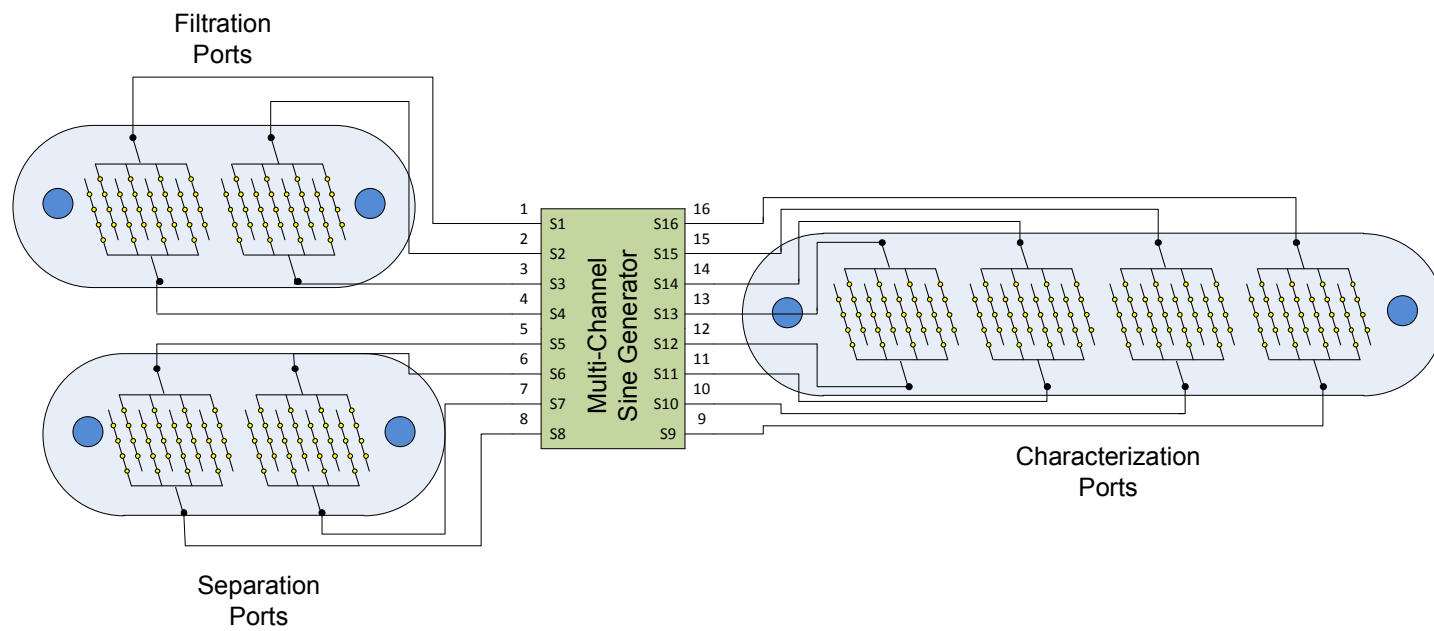 Filtration
Ports
1
S1
2
S2
3
S3
4
S4
5
S5
6
S6
7
S7
8
S8
Multi-Channel
Sine Generator
16
S16
15
S15
14
S14
13
S13
12
S12
11
S11
10
S10
9
S9
Characterization
Ports
Separation
Ports